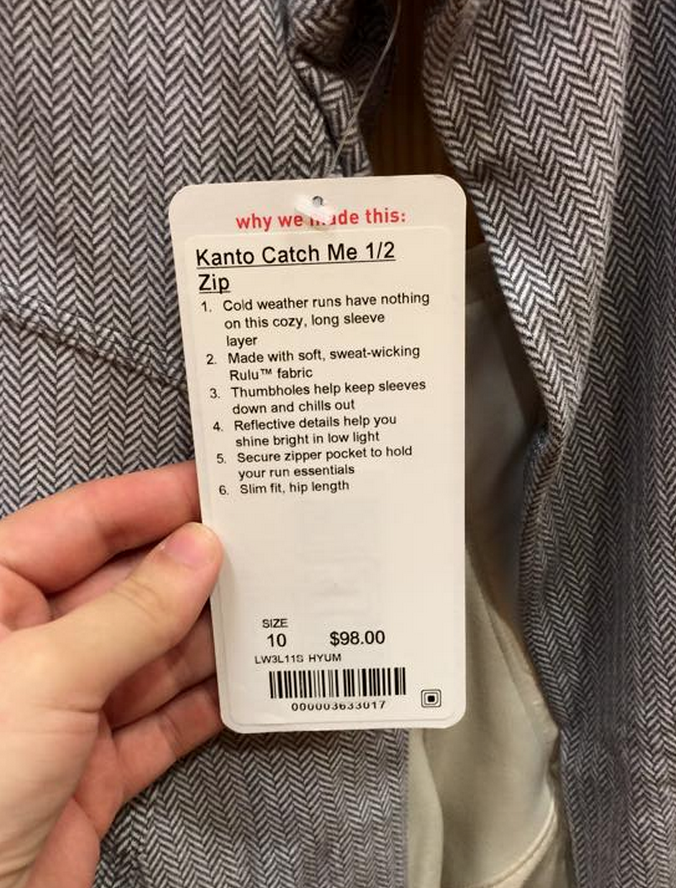 why we made this:
Kanto Catch Me 1/2
Zip
1. Cold weather runs have nothing
on this cozy, long sleeve
layer
2. Made with soft, sweat-wicking
Rulu™ fabric
3. Thumbholes help keep sleeves
down and chills out
4. Reflective details help you
shine bright in low light
5. Secure zipper pocket to hold
your run essentials
6. Slim fit, hip length
SIZE
10 $98.00
LW3L11S HYUM
000003633017